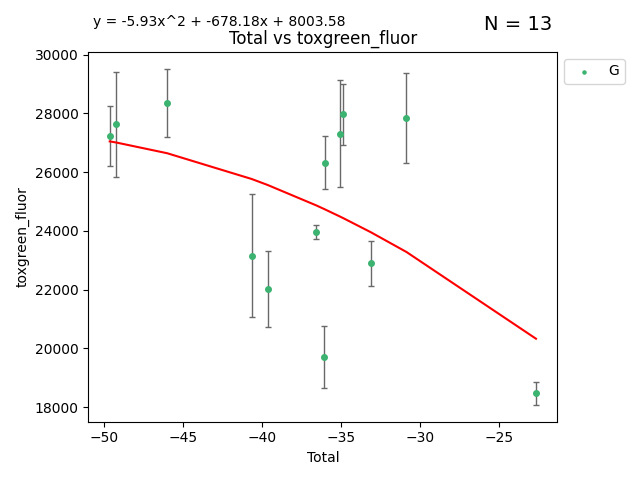 y = -5.93x^2 + -678.18x + 8003.58
N = 13
Total vs toxgreen_fluor
G
30000
28000
26000
24000
22000
20000
18000
toxgreen_fluor
−50
−45
−40
−35
−30
−25
Total